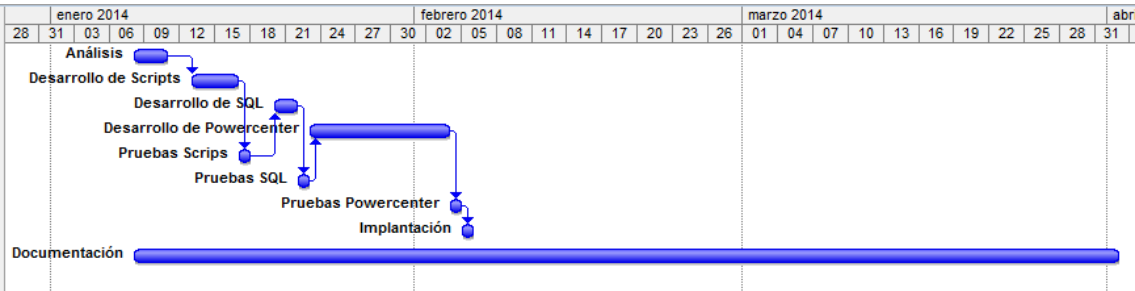 enero 2014 febrero 2014 marzo 2014 abri
28 31 03 06 09 12 15 18 21 24 27 30 02 05 08 11 14 17 20 23 26 01 04 07 10 13 16 19 22 25 28 31
Análisis
Desarrollo de Scripts
Desarrollo de SQL
Desarrollo de Powercenter
Pruebas Scrips
Pruebas SQL
Pruebas Powercenter
Implantación
Documentación